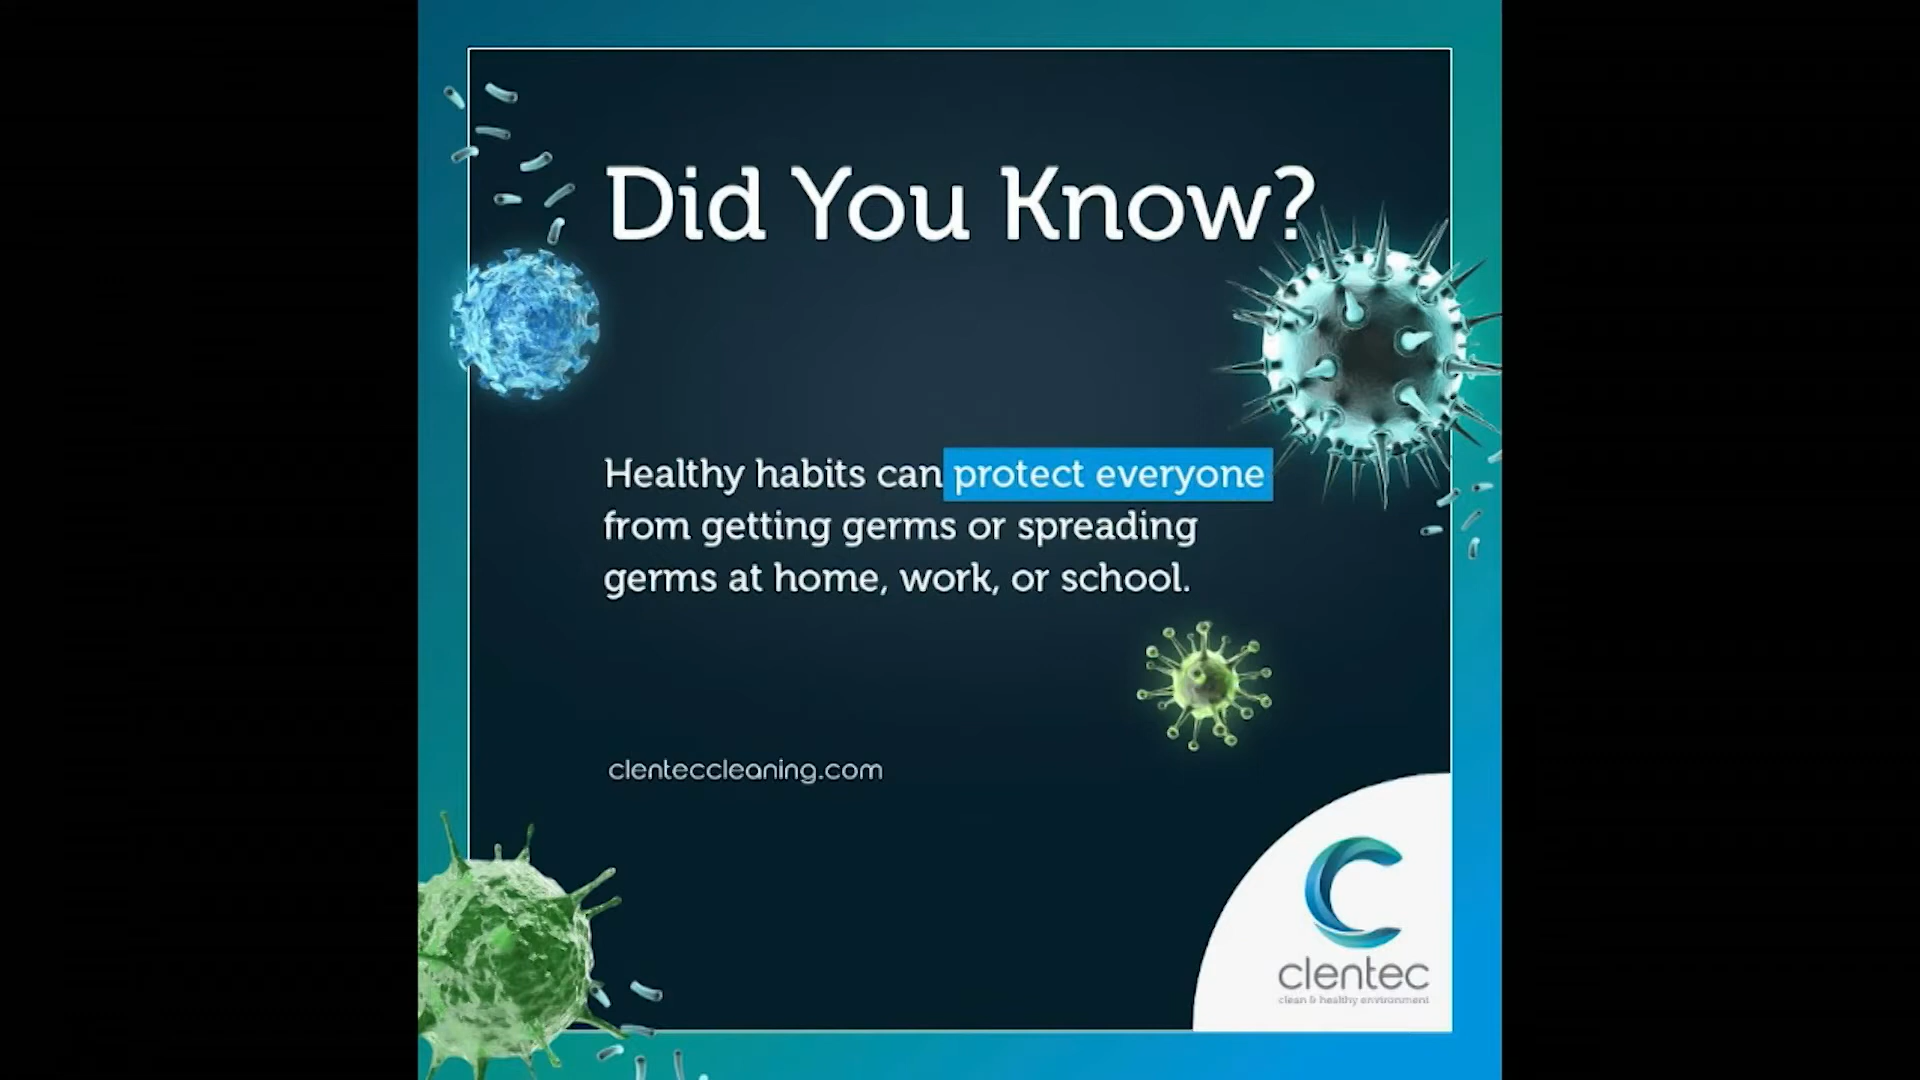 Did You Know?
Healthy habits can protect everyone
from getting germs or spreading
germs at home, work, or school.
clenteccleaning.com
clentec
clean & healthy environment